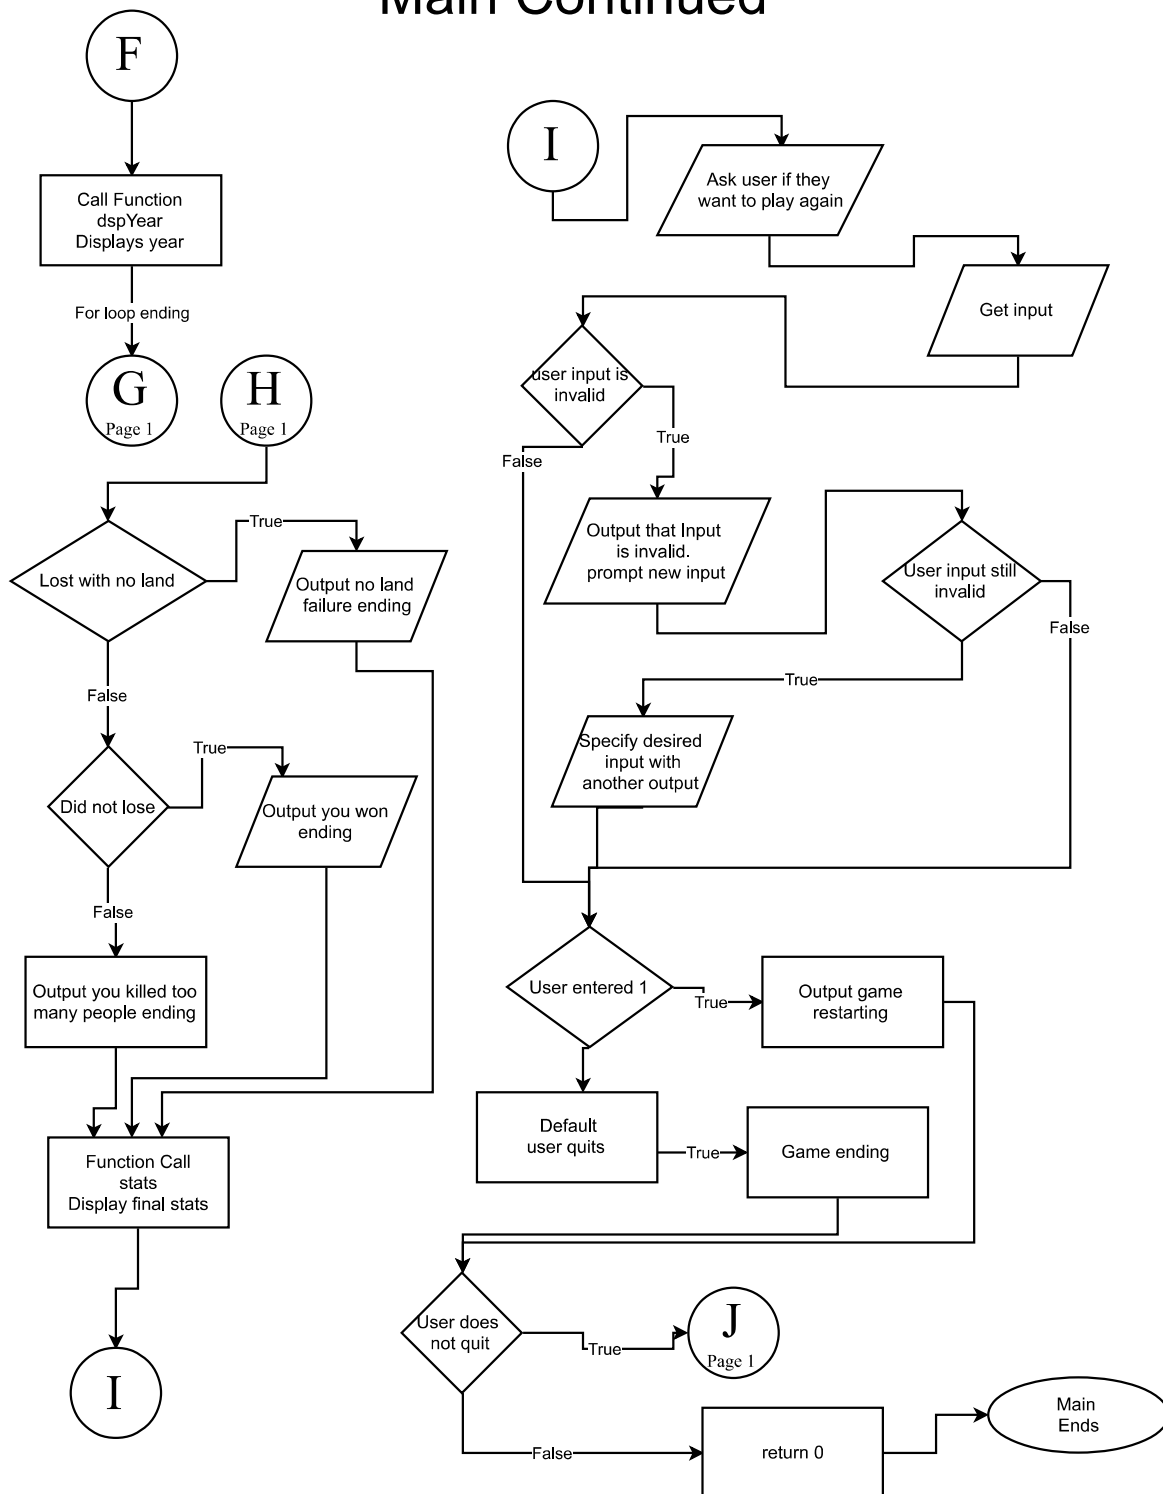 Main Continued
F
Call Function
dspYear
Displays year
For loop ending
G
Page 1
H
Page 1
Lost with no land
True
Output no land
failure ending
False
Did not lose
True
Output you won
ending
False
Output you killed too
many people ending
Function Call
stats
Display final stats
I
I
Ask user if they
want to play again
Get input
user input is
invalid
True
False
Output that Input
is invalid.
prompt new input
User input still
invalid
False
True
Specify desired
input with
another output
User entered 1
True
Output game
restarting
Default
user quits
True
Game ending
User does
not quit
True
J
Page 1
False
return 0
Main
Ends